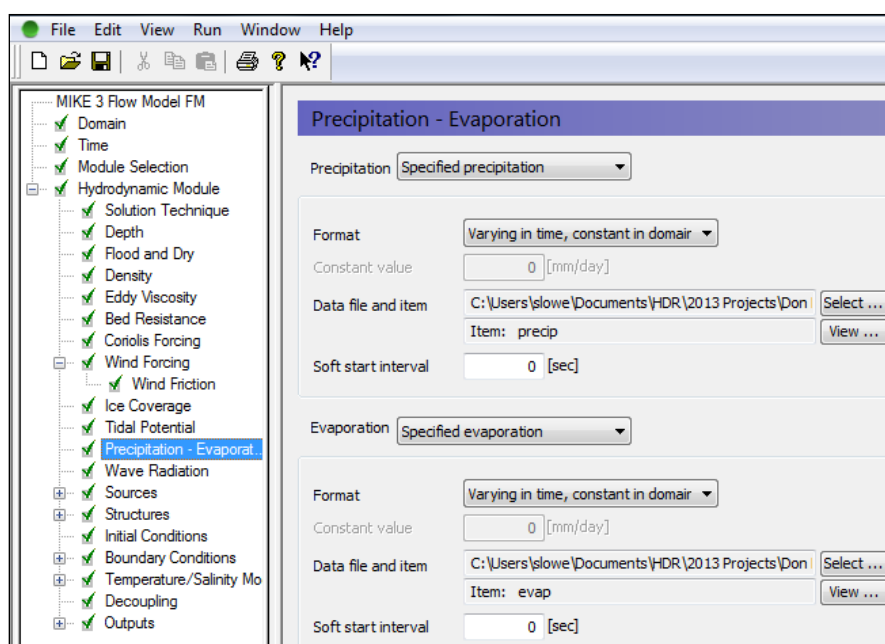 File Edit View Run Window Help
MIKE 3 Flow Model FM
Domain
Time
Module Selection
Hydrodynamic Module
Solution Technique
Depth
Flood and Dry
Density
Eddy Viscosity
Bed Resistance
Coriolis Forcing
Wind Forcing
Wind Friction
Ice Coverage
Tidal Potential
Precipitation - Evaporat..
Wave Radiation
Sources
Structures
Initial Conditions
Boundary Conditions
Temperature/Salinity Mo
Decoupling
Outputs
Precipitation - Evaporation
Precipitation Specified precipitation
Format Varying in time, constant in domair
Constant value 0 [mm/day]
Data file and item C:\Users\slowe\Documents\HDR\2013 Projects\Don Select ...
Item: precip View ...
Soft start interval 0 [sec]
Evaporation Specified evaporation
Format Varying in time, constant in domair
Constant value 0 [mm/day]
Data file and item C:\Users\slowe\Documents\HDR\2013 Projects\Don Select ...
Item: evap View ...
Soft start interval 0 [sec]